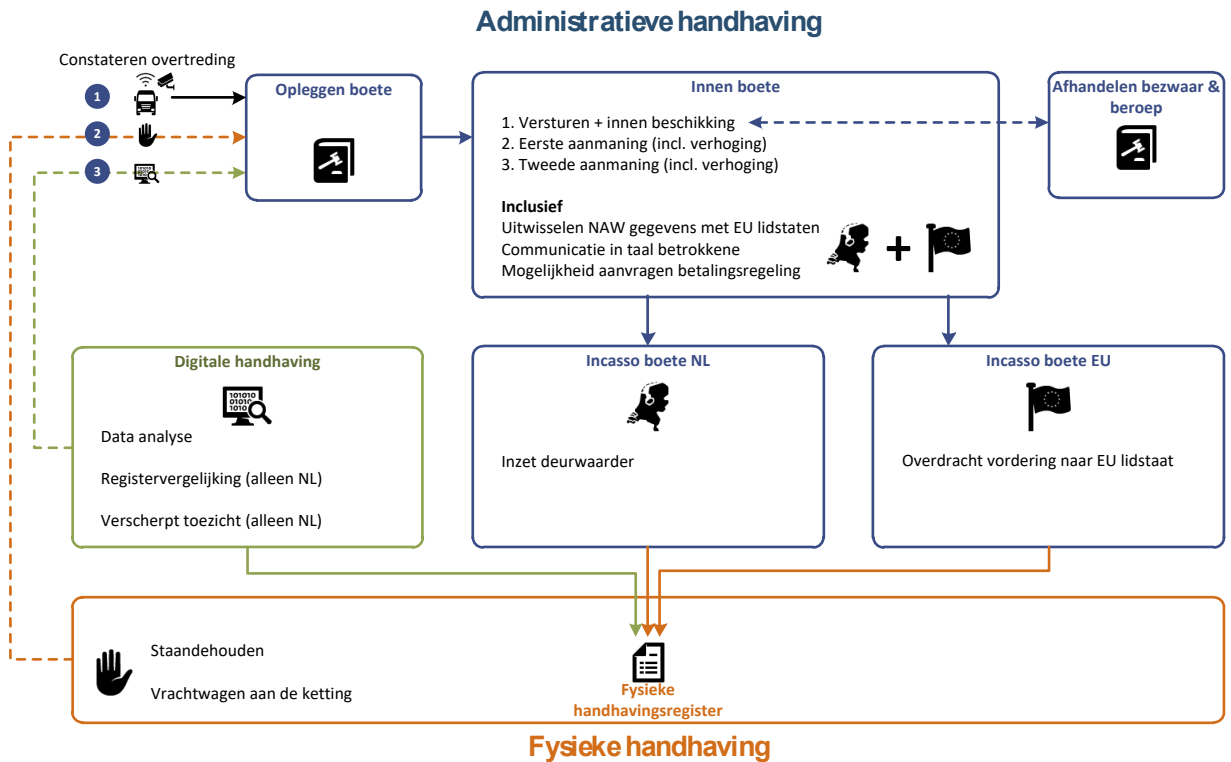 Administratieve handhaving
Constateren overtreding
1
2
3
Opleggen boete
Innen boete
1. Versturen + innen beschikking
2. Eerste aanmaning (incl. verhoging)
3. Tweede aanmaning (incl. verhoging)
Inclusief
Uitwisselen NAW gegevens met EU lidstaten
Communicatie in taal betrokkene
Mogelijkheid aanvragen betalingsregeling
Afhandelen bezwaar &
beroep
Digitale handhaving
101010
01010
1010
Data analyse
Registervergelijking (alleen NL)
Verscherpt toezicht (alleen NL)
Incasso boete NL
Inzet deurwaarder
Incasso boete EU
Overdracht vordering naar EU lidstaat
Staandehouden
Vrachtwagen aan de ketting
Fysieke
handhavingsregister
Fysieke handhaving